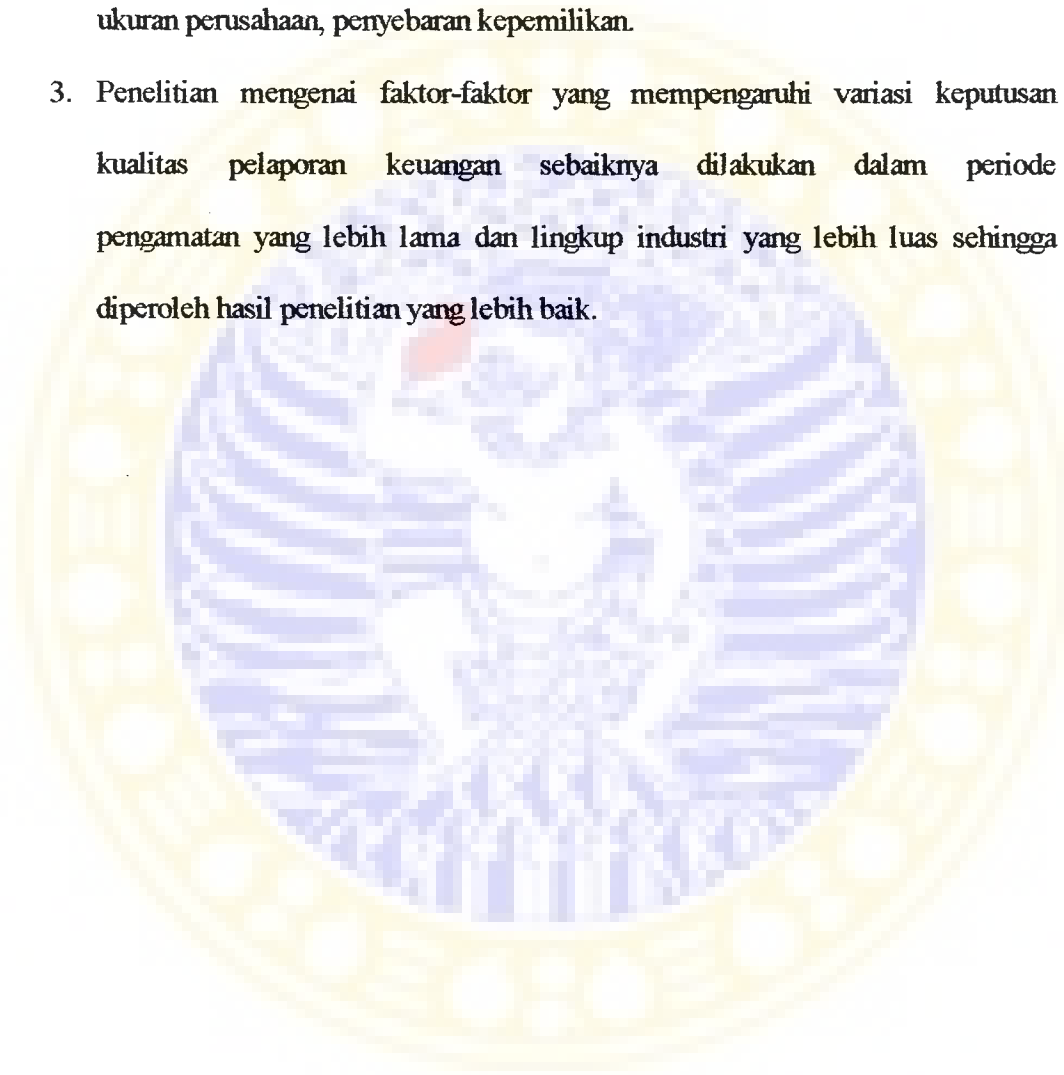 ukuran perusahaan, penyebaran kepemilikan.
3. Penelitian mengenai faktor-faktor yang mempengaruhi variasi keputusan
kualitas pelaporan keuangan sebaiknya dilakukan dalam periode
pengamatan yang lebih lama dan lingkup industri yang lebih luas sehingga
diperoleh hasil penelitian yang lebih baik.